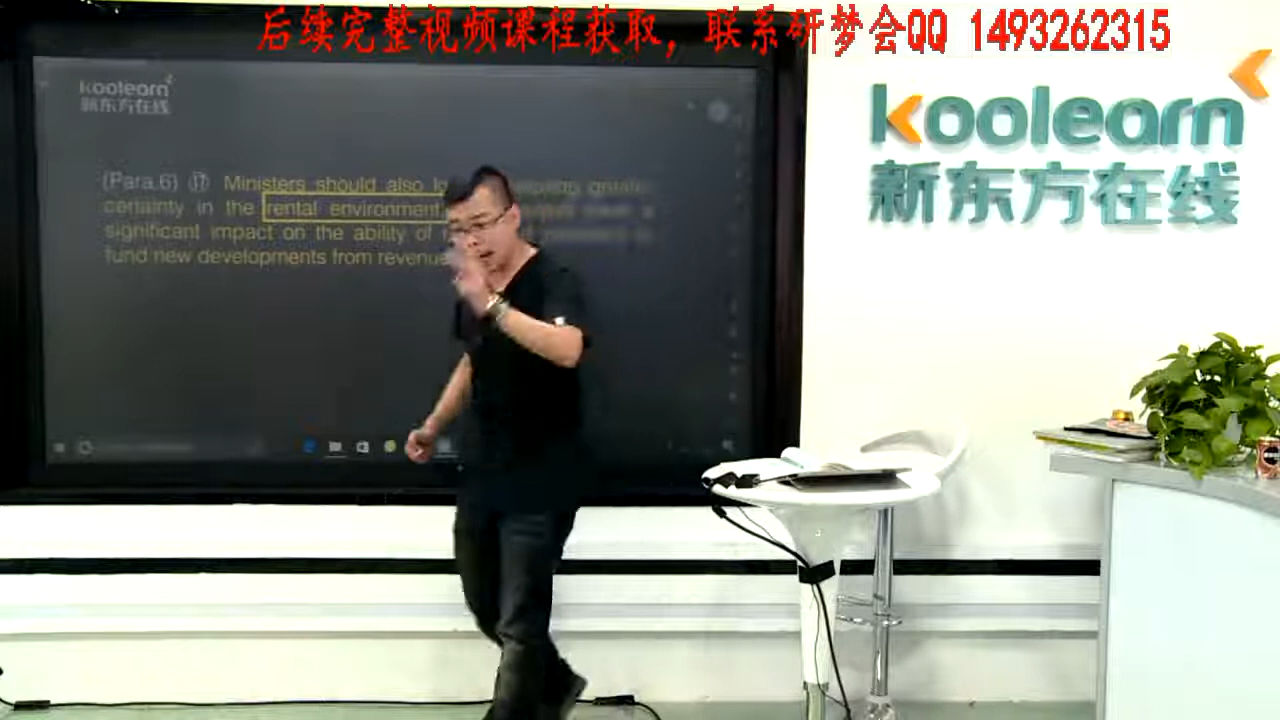 后续完整视频课程获取，联系研梦会QQ 1493262315
koolearn
新东方在线
koolearn
新东方在线
(Para.6) ⑰ Ministers should also
certainty in the rental environment
significant impact on the ability of
fund new developments from revenue